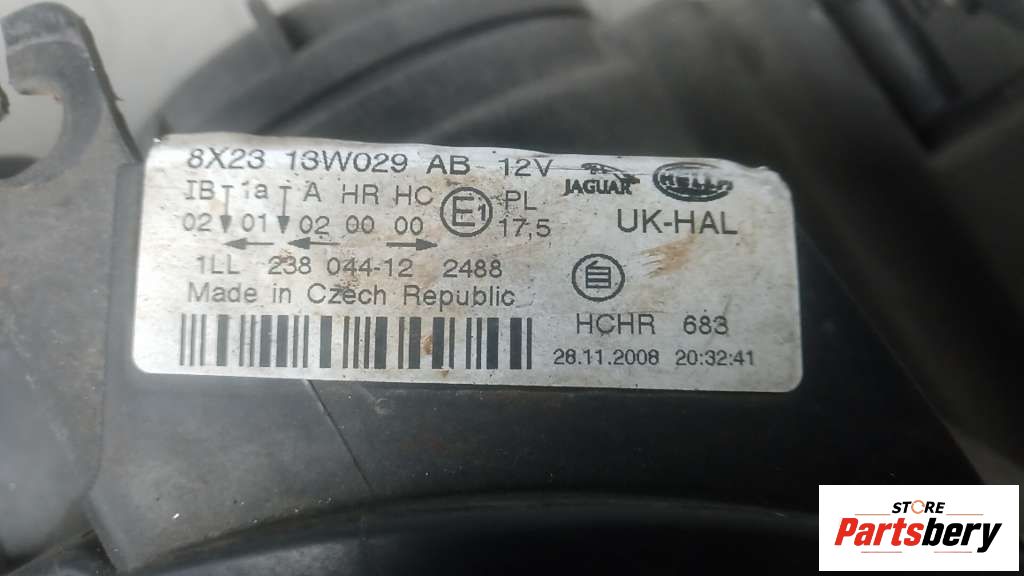 8X23 13W029 AB 12V
JAGUAR HELLA
IB 1a A HR HC E1 PL
02 01 02 00 00 17,5
UK-HAL
1LL 238 044-12 2488
Made in Czech Republic
HCHR 683
28.11.2008 20:32:41
STORE
Partsbery